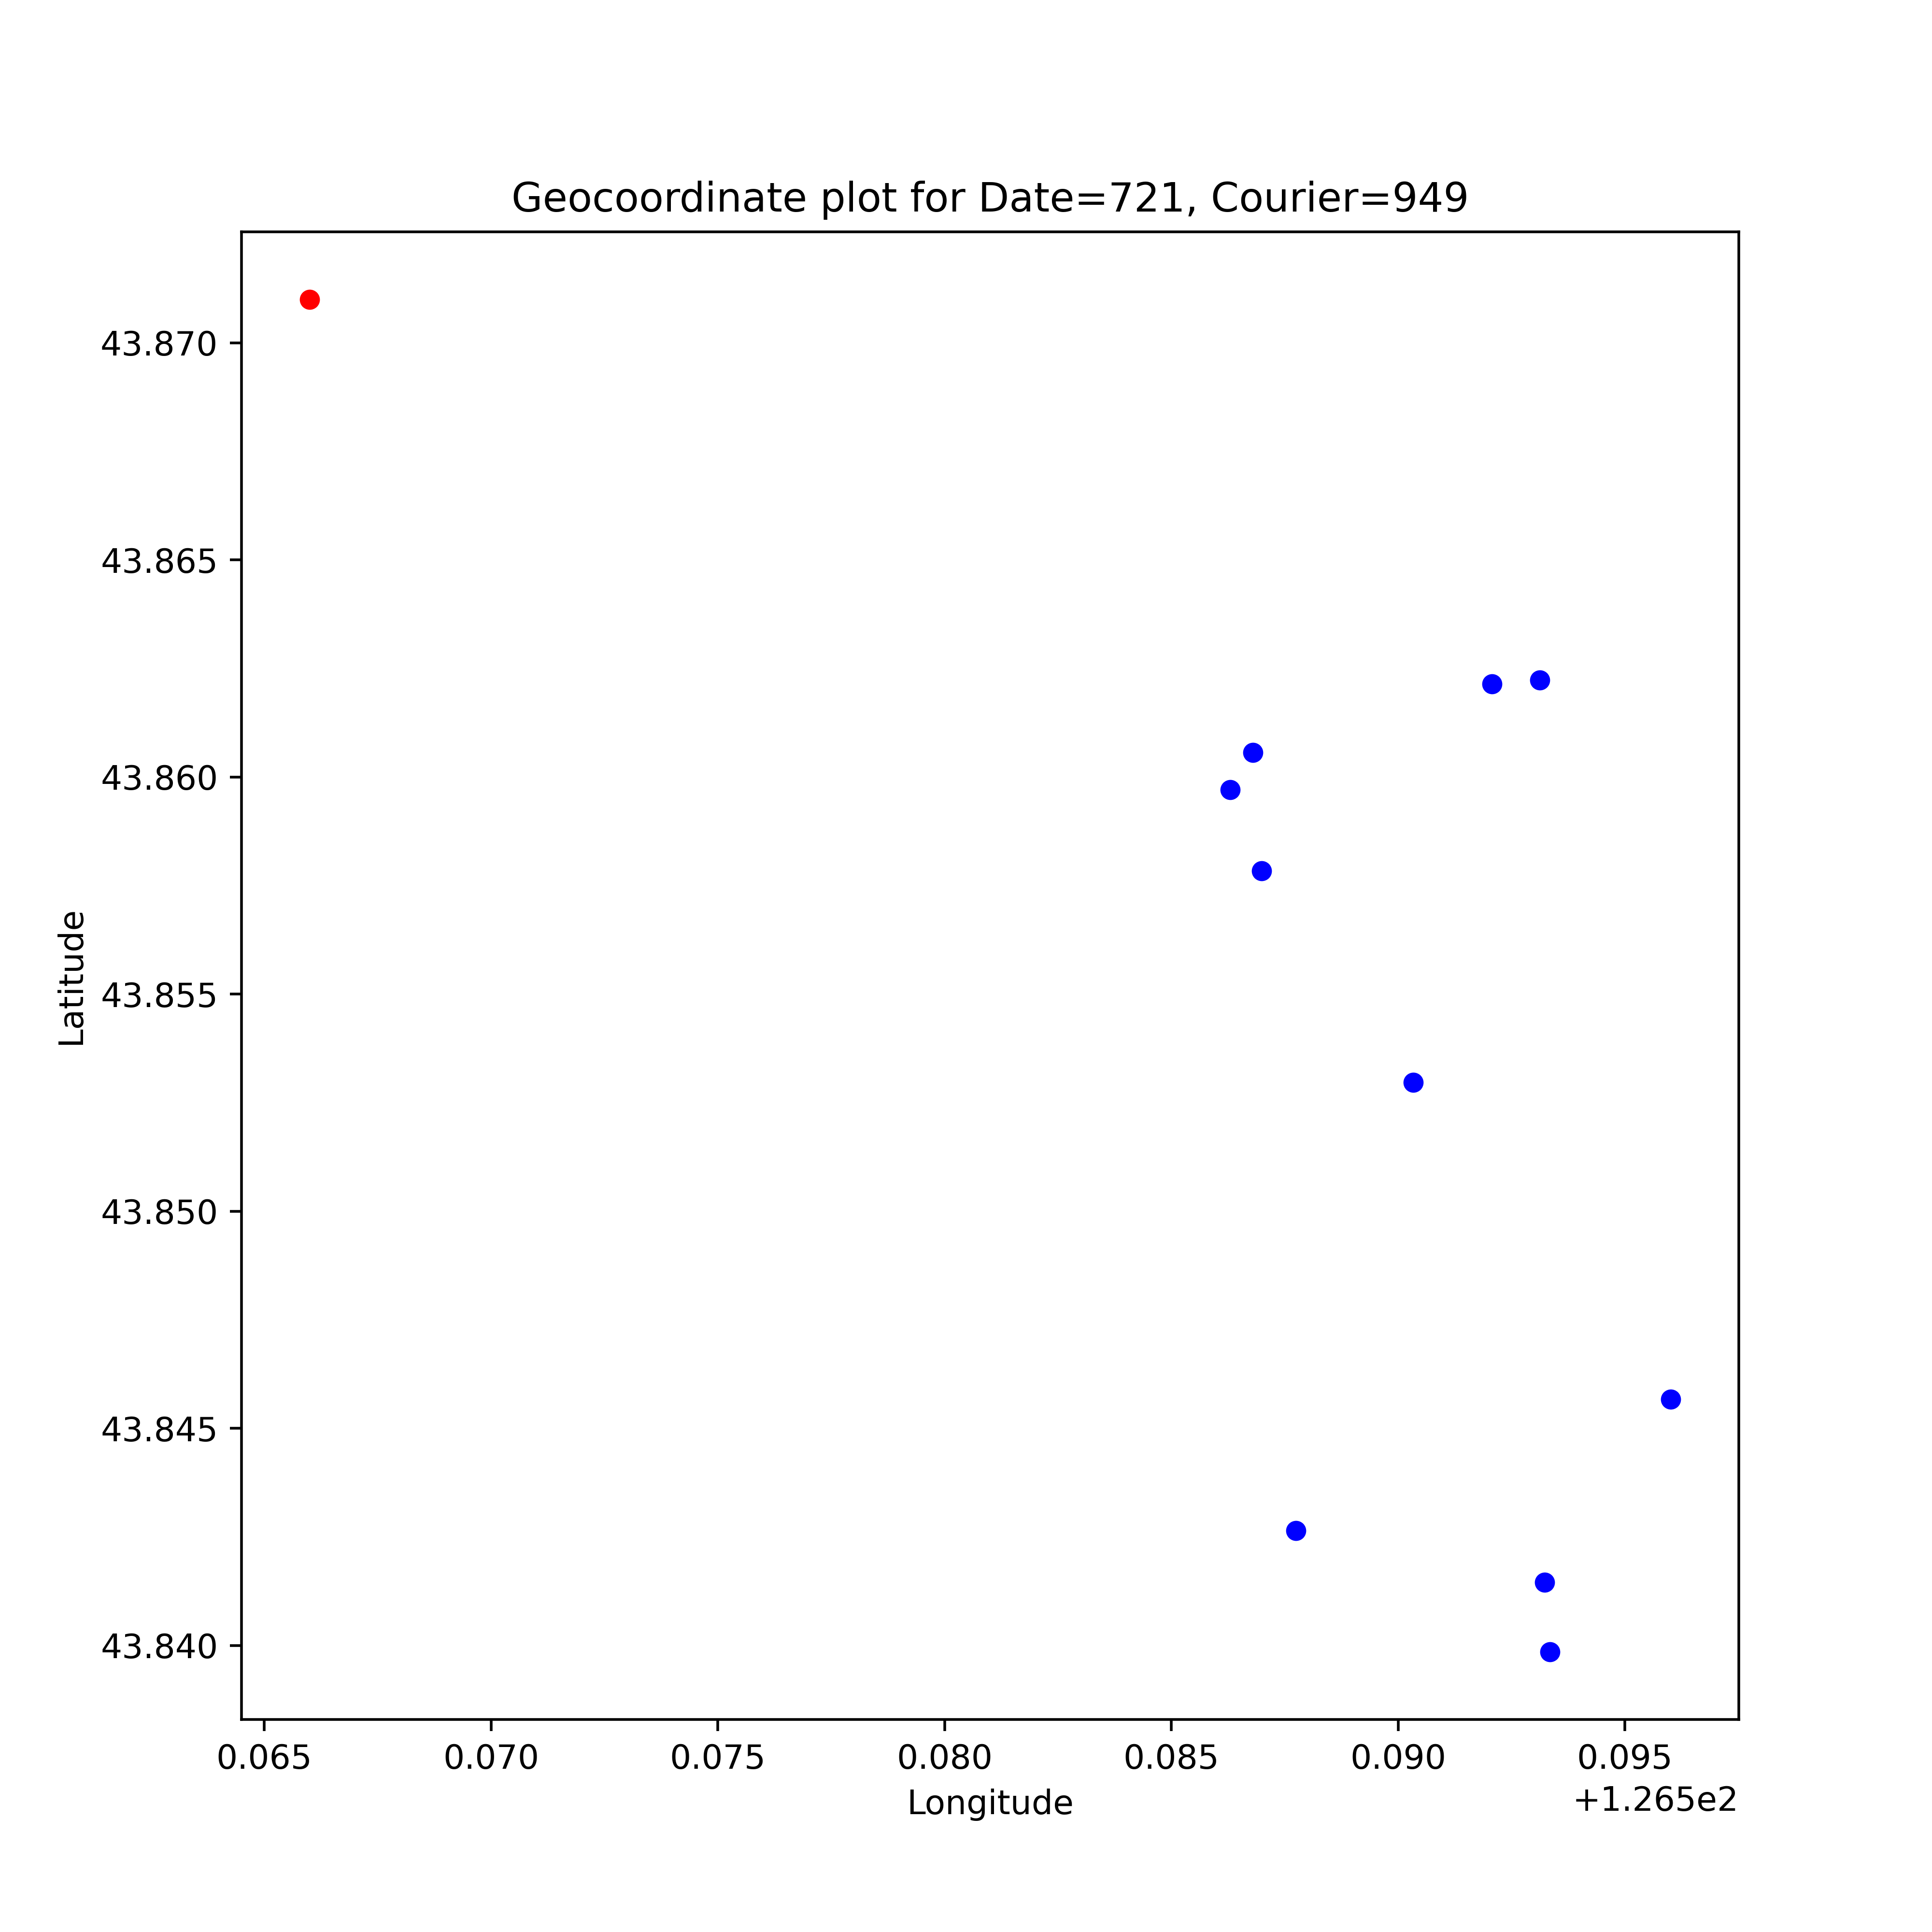 Geocoordinate plot for Date=721, Courier=949
43.870
43.865
43.860
43.855
43.850
43.845
43.840
Latitude
0.065 0.070 0.075 0.080 0.085 0.090 0.095
+1.265e2
Longitude